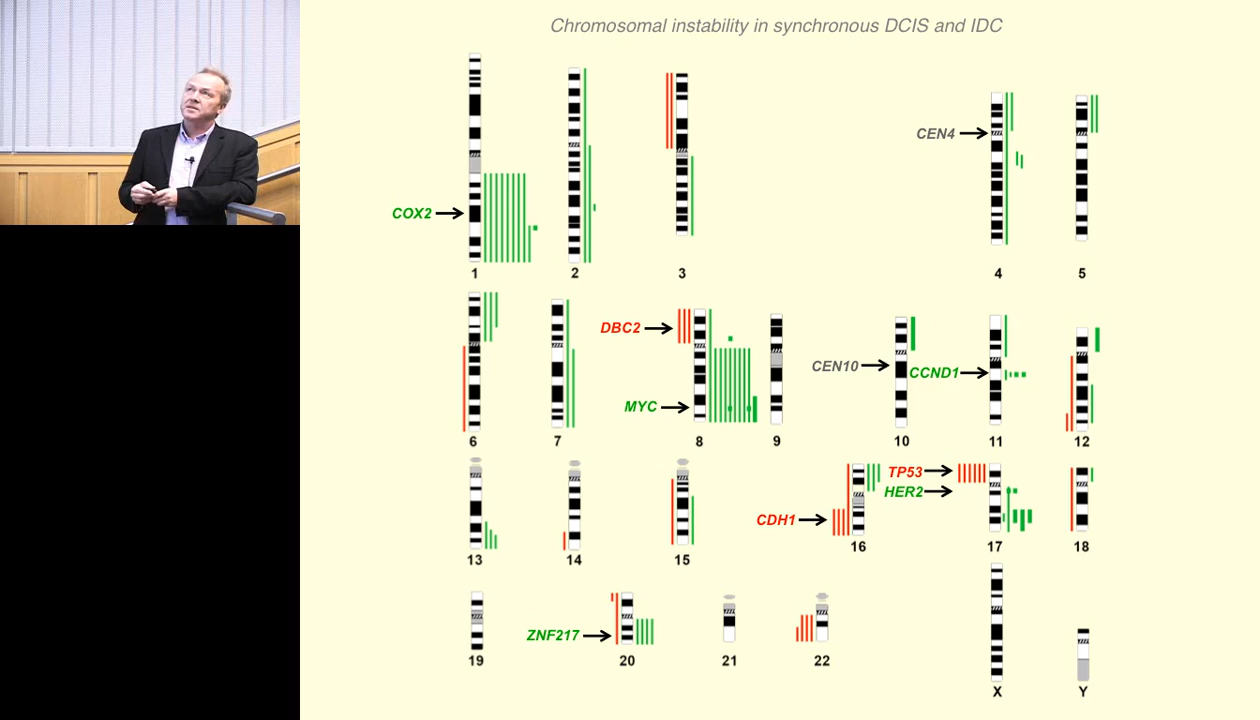 Chromosomal instability in synchronous DCIS and IDC
CEN4
COX2
1 2 3 4 5
DBC2
CEN10 CCND1
MYC
6 7 8 9 10 11 12
TP53
HER2
CDH1
13 14 15 16 17 18
ZNF217
19 20 21 22
X Y